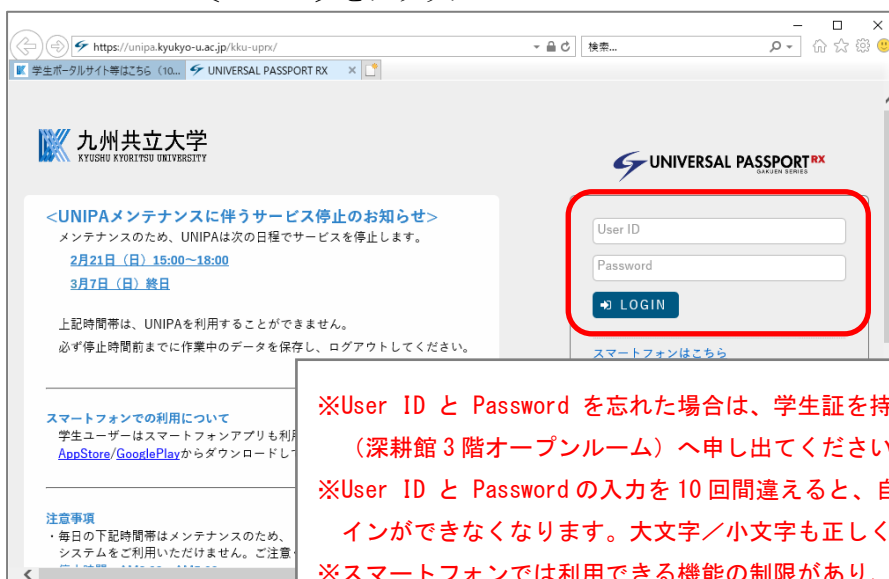 https://unipa.kyukyo-u.ac.jp/kku-uprx/
検索...
学生ポータルサイト等はこちら（10...
UNIVERSAL PASSPORT RX
九州共立大学
KYUSHU KYORITSU UNIVERSITY
UNIVERSAL PASSPORT RX
GAKUEN SERIES
<UNIPAメンテナンスに伴うサービス停止のお知らせ>
メンテナンスのため、UNIPAは次の日程でサービスを停止します。
2月21日（日）15:00～18:00
3月7日（日）終日
上記時間帯は、UNIPAを利用することができません。
必ず停止時間前までに作業中のデータを保存し、ログアウトしてください。
User ID
Password
LOGIN
スマートフォンはこちら
スマートフォンでの利用について
学生ユーザーはスマートフォンアプリも利用
AppStore/GooglePlayからダウンロードして
注意事項
・毎日の下記時間帯はメンテナンスのため、
システムをご利用いただけません。ご注意
※User ID と Password を忘れた場合は、学生証を持
（深耕館３階オープンルーム）へ申し出てください
※User ID と Password の入力を 10 回間違えると、自
インができなくなります。大文字／小文字も正しく
※スマートフォンでは利用できる機能の制限があり、